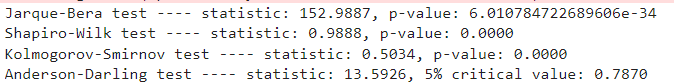 Jarque-Bera test ---- statistic: 152.9887, p-value: 6.010784722689606e-34
Shapiro-Wilk test ---- statistic: 0.9888, p-value: 0.0000
Kolmogorov-Smirnov test ---- statistic: 0.5034, p-value: 0.0000
Anderson-Darling test ---- statistic: 13.5926, 5% critical value: 0.7870